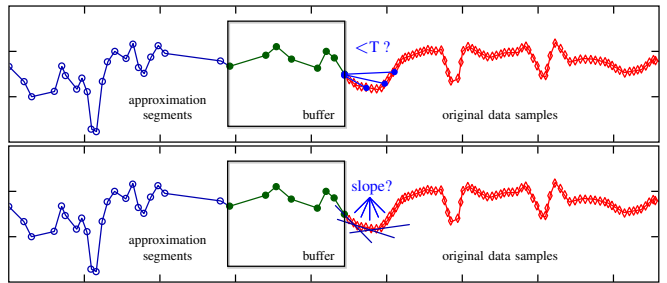 <T ?
approximation
segments
buffer
original data samples
slope?
approximation
segments
buffer
original data samples